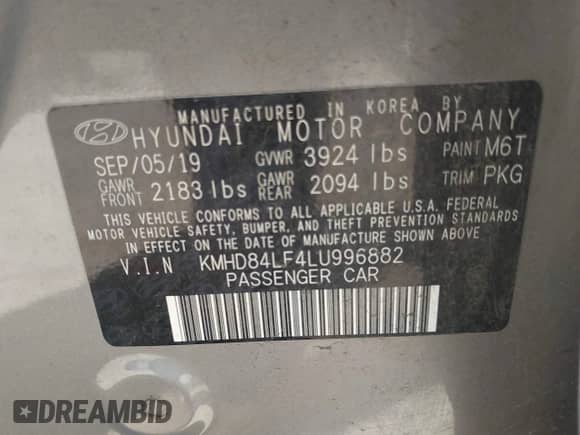 MANUFACTURED IN KOREA BY
HYUNDAI MOTOR COMPANY
SEP/05/19 GVWR 3924 lbs PAINT M6T
GAWR FRONT 2183 lbs GAWR REAR 2094 lbs TRIM PKG
THIS VEHICLE CONFORMS TO ALL APPLICABLE U.S.A. FEDERAL
MOTOR VEHICLE SAFETY, BUMPER, AND THEFT PREVENTION STANDARDS
IN EFFECT ON THE DATE OF MANUFACTURE SHOWN ABOVE
V.I.N KMHD84LF4LU996882
PASSENGER CAR
DREAMBID